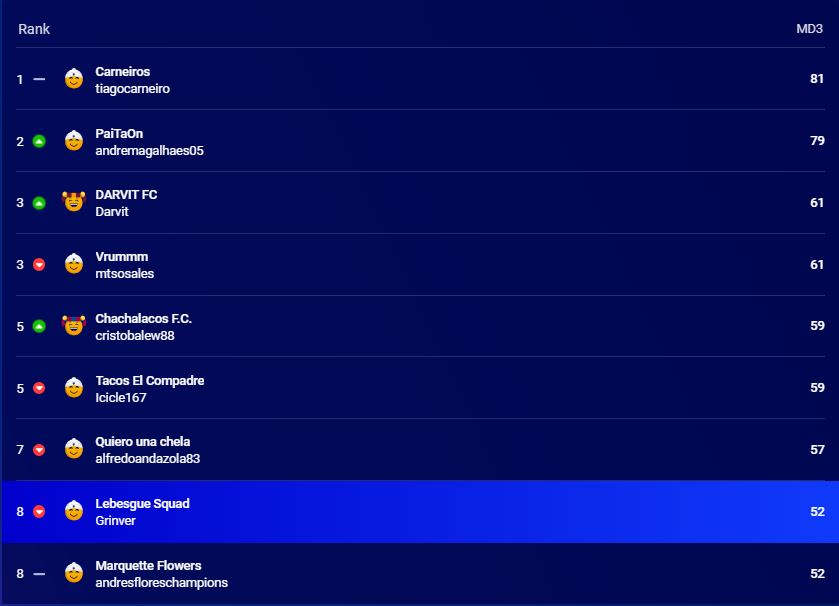 Rank MD3
1 Carneiros 81
tiagocarneiro
2 PaiTaOn 79
andremagalhaes05
3 DARVIT FC 61
Darvit
3 Vrummm 61
mtsosales
5 Chachalacos F.C. 59
cristobalew88
5 Tacos El Compadre 59
Icicle167
7 Quiero una chela 57
alfredoandazola83
8 Lebesgue Squad 52
Grinver
8 Marquette Flowers 52
andresfloreschampions